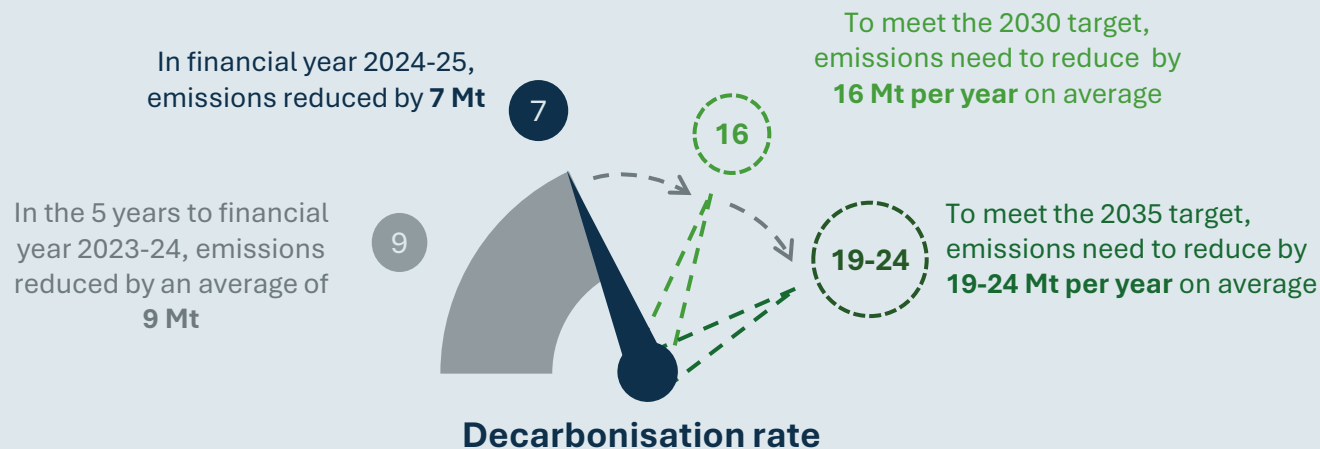 To meet the 2030 target,
emissions need to reduce by
16 Mt per year on average
In financial year 2024-25,
emissions reduced by 7 Mt
7
16
In the 5 years to financial
year 2023-24, emissions
reduced by an average of
9 Mt
9
19-24
To meet the 2035 target,
emissions need to reduce by
19-24 Mt per year on average
Decarbonisation rate